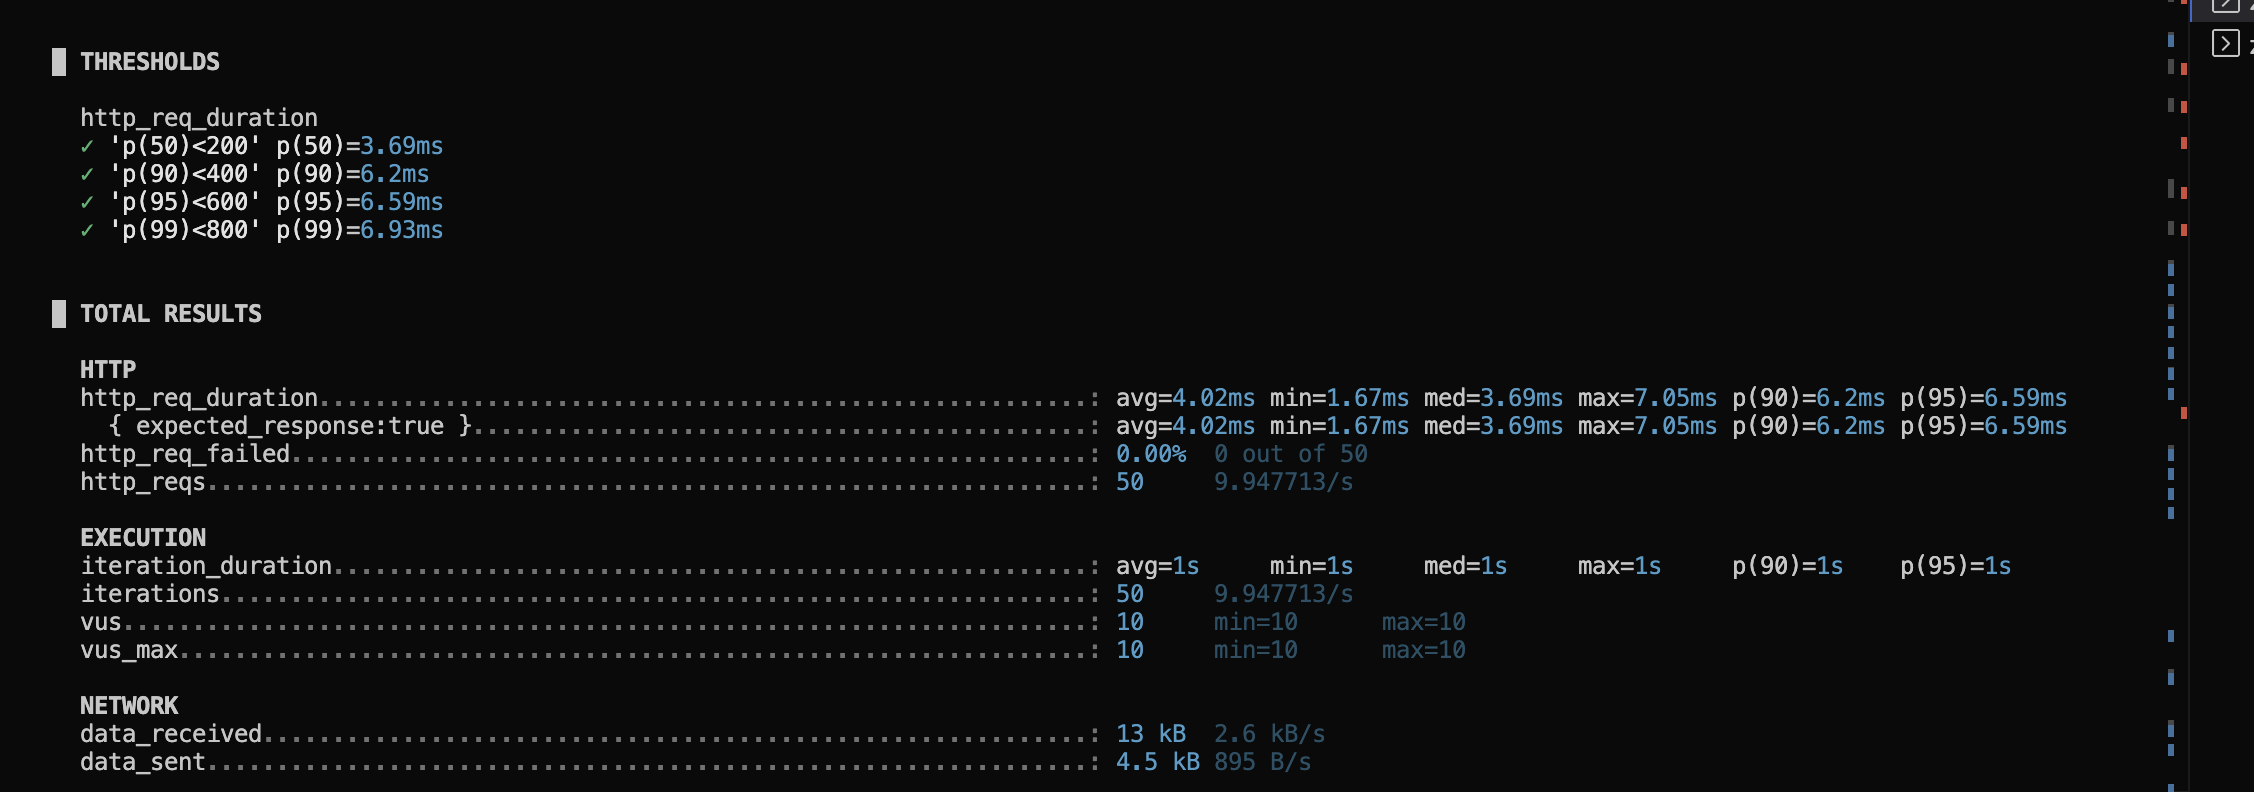 THRESHOLDS
http_req_duration
✓ 'p(50)<200' p(50)=3.69ms
✓ 'p(90)<400' p(90)=6.2ms
✓ 'p(95)<600' p(95)=6.59ms
✓ 'p(99)<800' p(99)=6.93ms
TOTAL RESULTS
HTTP
http_req_duration.......................................................: avg=4.02ms min=1.67ms med=3.69ms max=7.05ms p(90)=6.2ms p(95)=6.59ms
{ expected_response:true }............................................: avg=4.02ms min=1.67ms med=3.69ms max=7.05ms p(90)=6.2ms p(95)=6.59ms
http_req_failed.........................................................: 0.00% 0 out of 50
http_reqs...............................................................: 50 9.947713/s
EXECUTION
iteration_duration......................................................: avg=1s min=1s med=1s max=1s p(90)=1s p(95)=1s
iterations..............................................................: 50 9.947713/s
vus.....................................................................: 10 min=10 max=10
vus_max.................................................................: 10 min=10 max=10
NETWORK
data_received...........................................................: 13 kB 2.6 kB/s
data_sent...............................................................: 4.5 kB 895 B/s